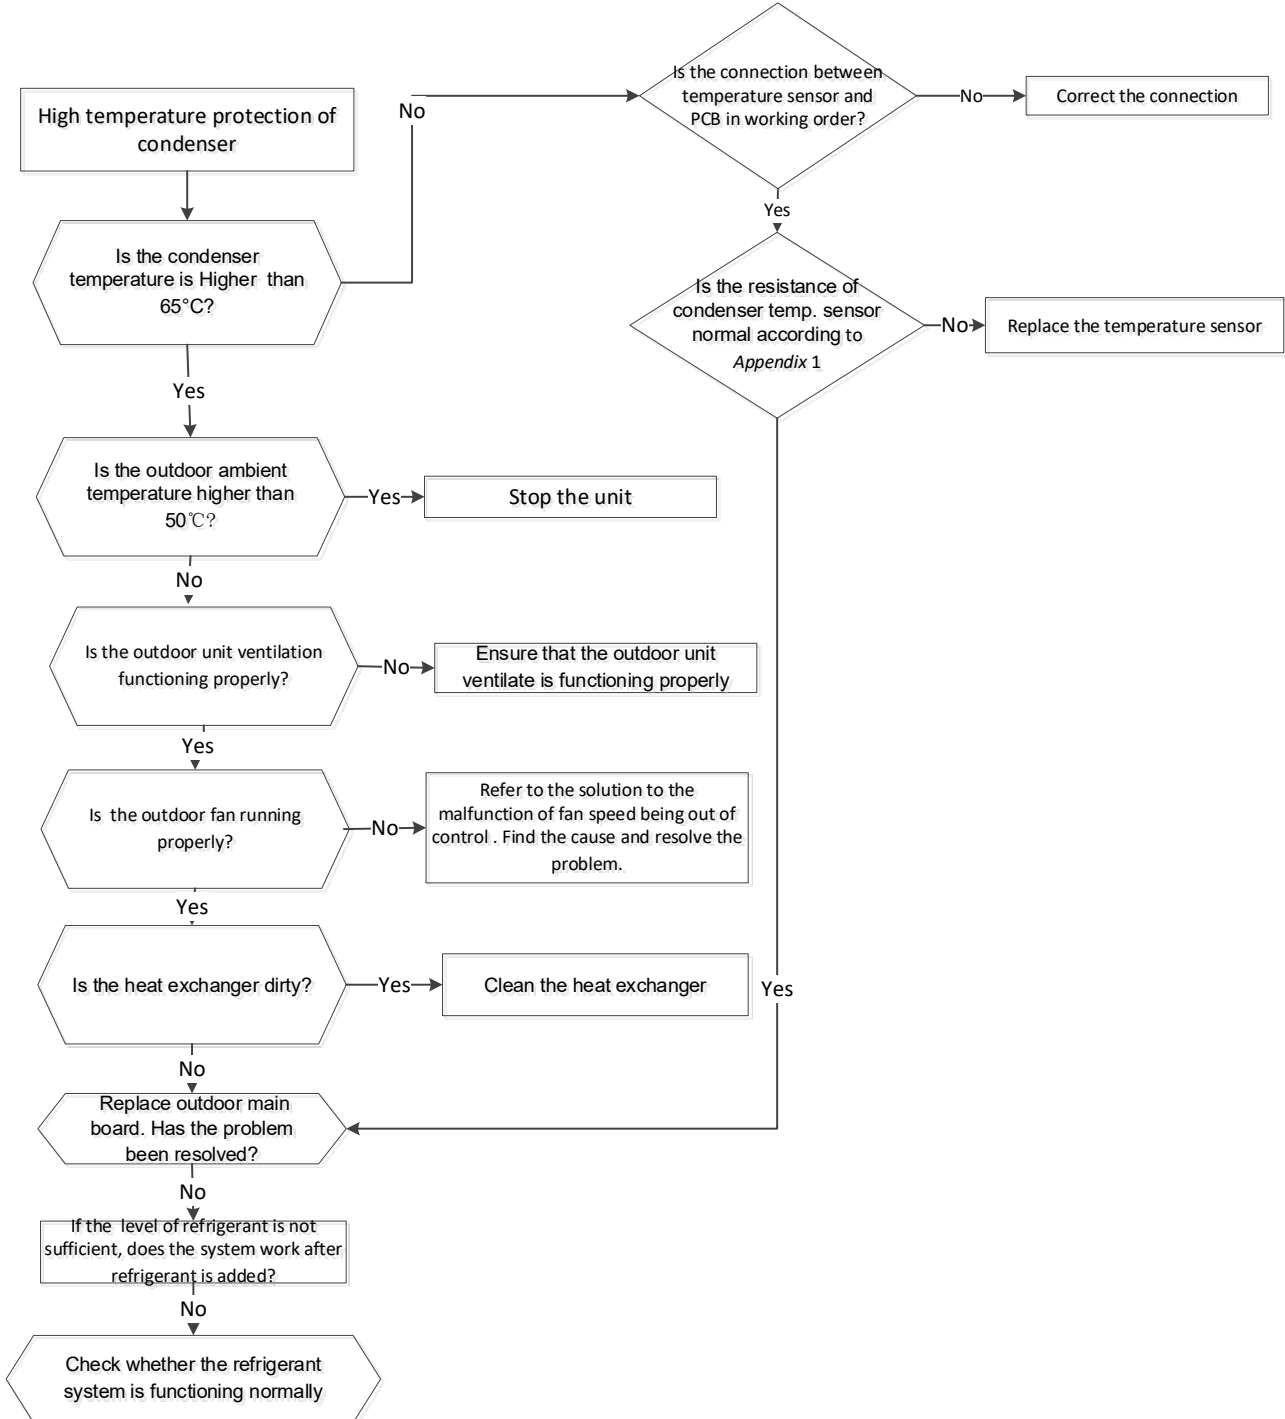 High temperature protection of
condenser
Is the condenser
temperature is Higher than
65°C?
No
Is the connection between
temperature sensor and
PCB in working order?
No
Correct the connection
Yes
Is the resistance of
condenser temp. sensor
normal according to
Appendix 1
No
Replace the temperature sensor
Yes
Yes
Is the outdoor ambient
temperature higher than
50℃?
Yes
Stop the unit
No
Is the outdoor unit ventilation
functioning properly?
No
Ensure that the outdoor unit
ventilate is functioning properly
Yes
Is the outdoor fan running
properly?
No
Refer to the solution to the
malfunction of fan speed being out of
control . Find the cause and resolve the
problem.
Yes
Is the heat exchanger dirty?
Yes
Clean the heat exchanger
No
Replace outdoor main
board. Has the problem
been resolved?
No
If the level of refrigerant is not
sufficient, does the system work after
refrigerant is added?
No
Check whether the refrigerant
system is functioning normally